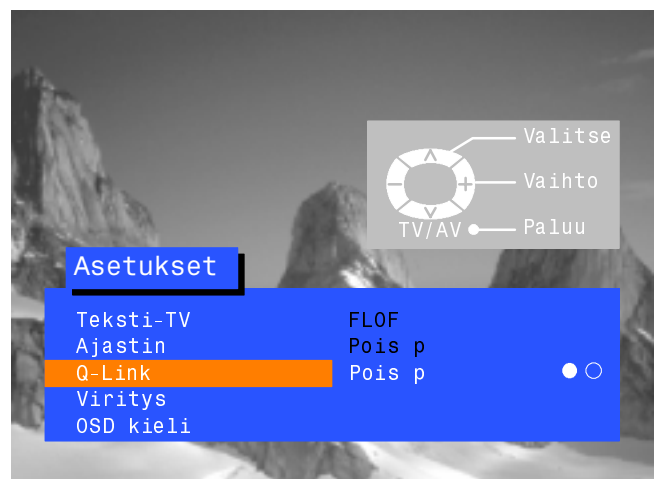 Valitse
Vaihto
TV/AV Paluu
Asetukset
Teksti-TV FLOF
Ajastin Pois p
Q-Link Pois p
Viritys
OSD kieli